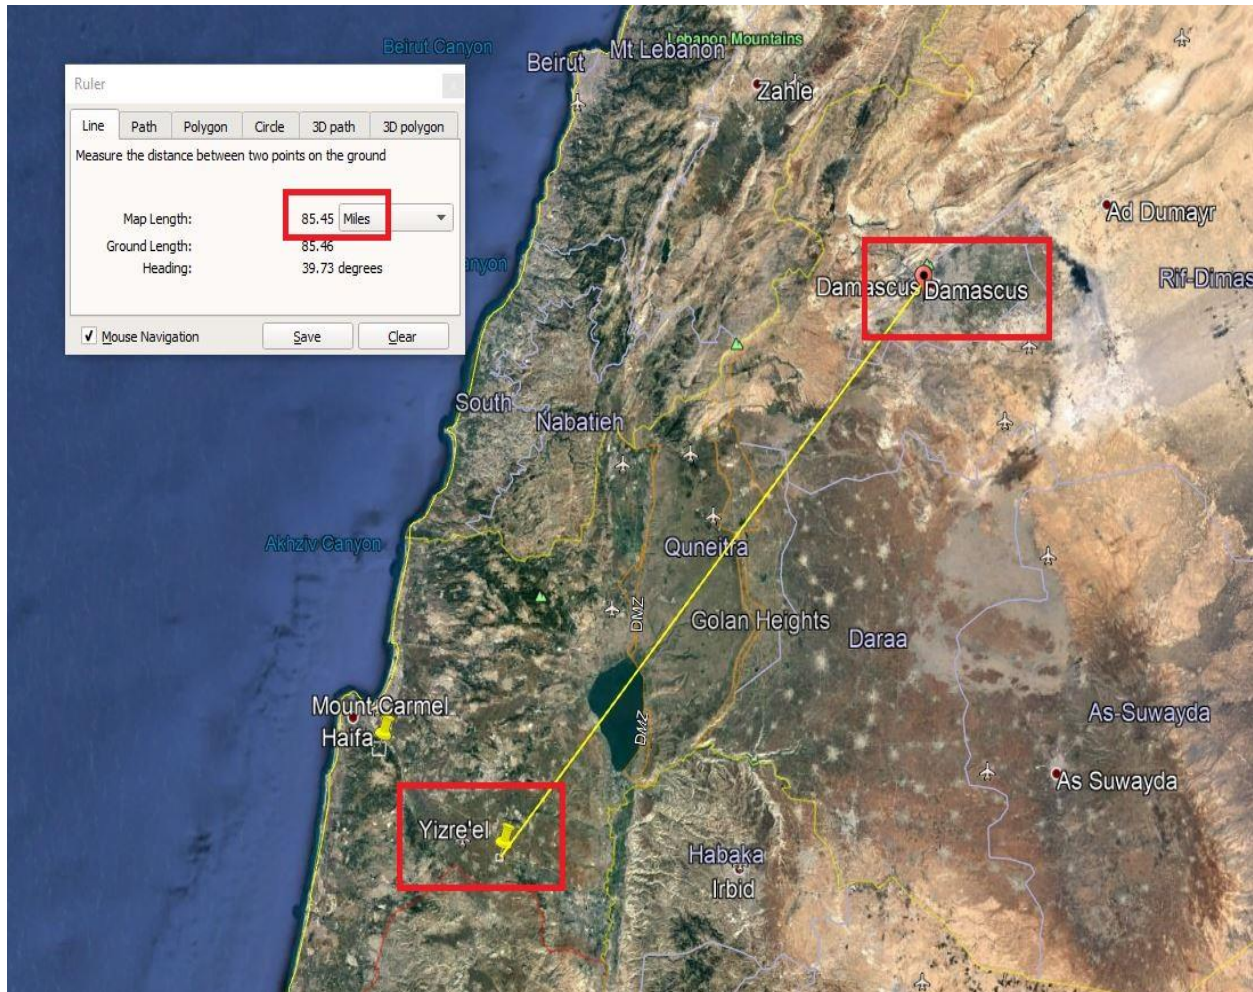 Beirut Canyon
Lebanon Mountains
Mt Lebanon
Beirut
Zahle
Ruler
Line Path Polygon Circle 3D path 3D polygon
Measure the distance between two points on the ground
Map Length: 85.45 Miles
Ground Length: 85.46
Heading: 39.73 degrees
Mouse Navigation Save Clear
Ad Dumayr
Rif-Dimas
Damascus
Damascus
South
Nabatieh
Akhziv Canyon
Quneitra
DMZ
Golan Heights
Daraa
Mount Carmel
Haifa
DMZ
As-Suwayda
As Suwayda
Yizre'el
Habaka
Irbid